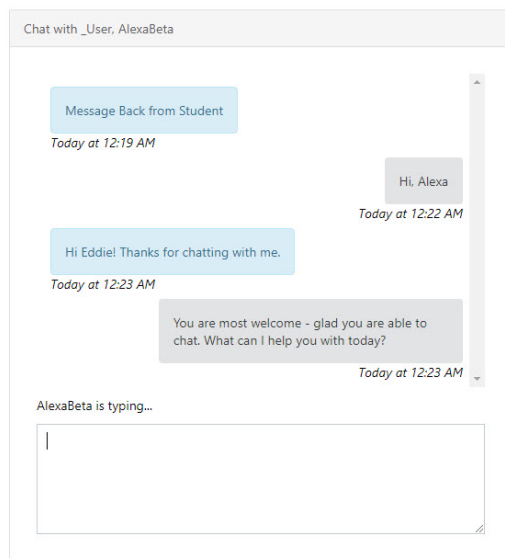 Chat with _User, AlexaBeta
Message Back from Student
Today at 12:19 AM
Hi, Alexa
Today at 12:22 AM
Hi Eddie! Thanks for chatting with me.
Today at 12:23 AM
You are most welcome - glad you are able to
chat. What can I help you with today?
Today at 12:23 AM
AlexaBeta is typing...